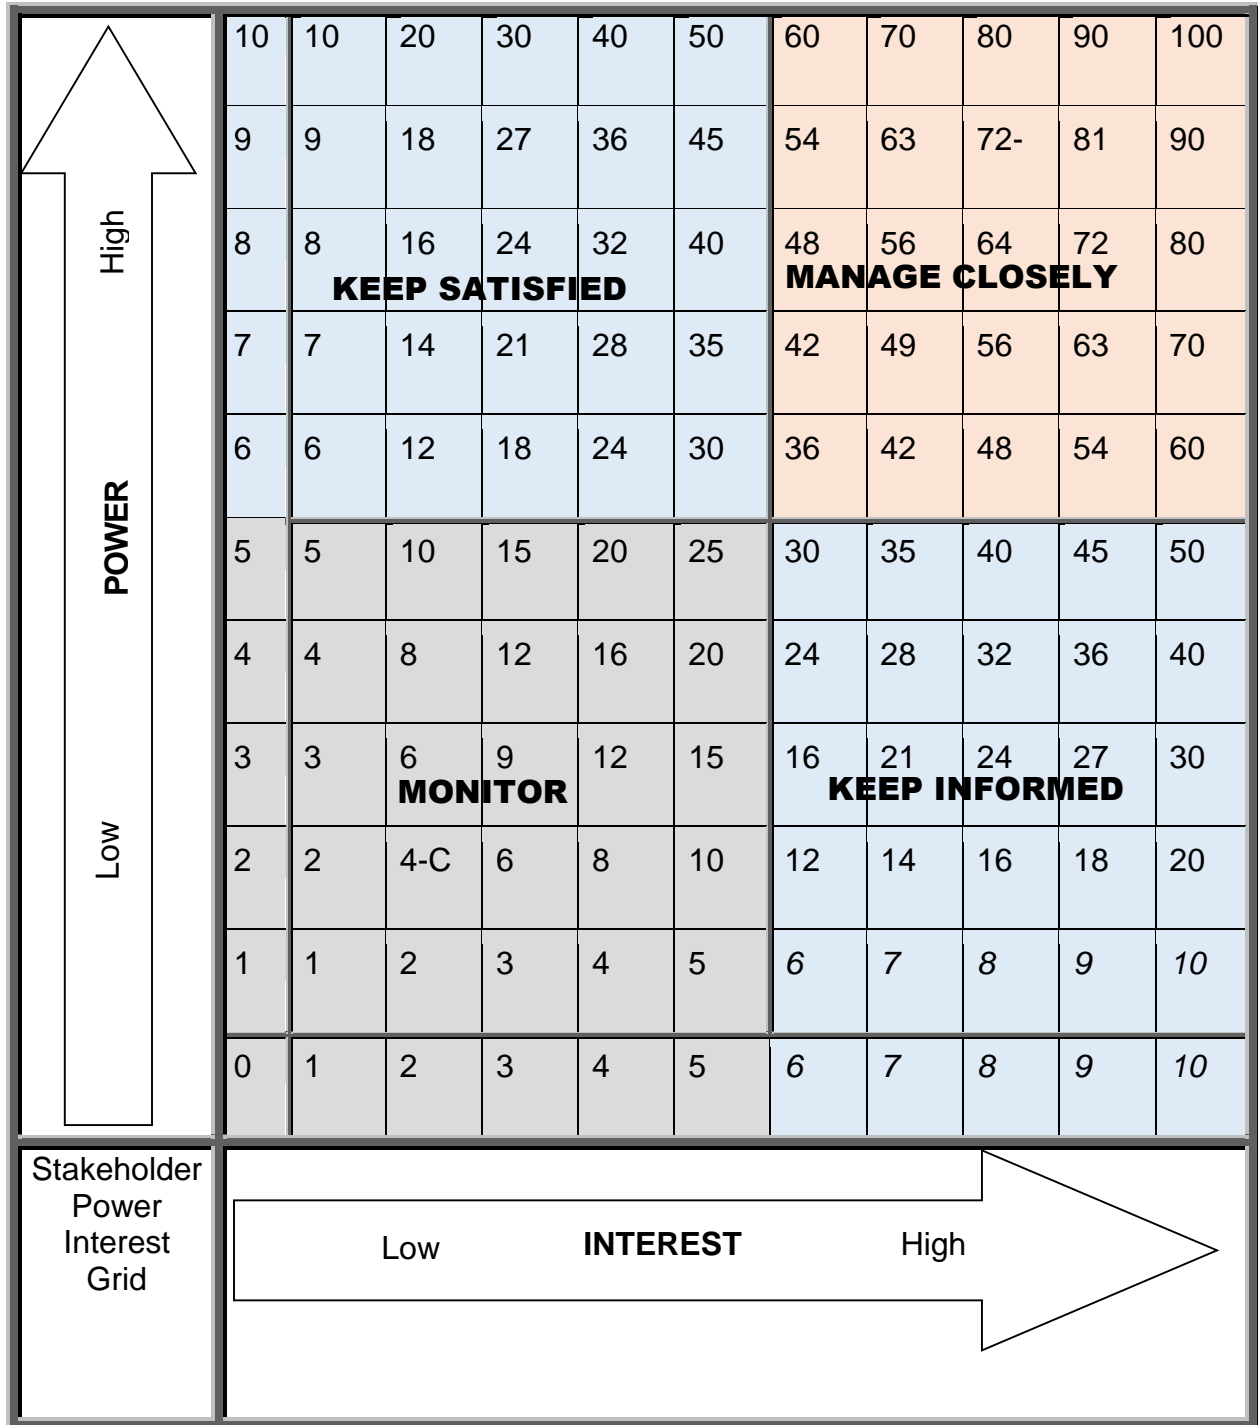 10 10 20 30 40 50 60 70 80 90 100
9 9 18 27 36 45 54 63 72- 81 90
High
8 8 16 24 32 40 48 56 64 72 80
KEEP SATISFIED MANAGE CLOSELY
7 7 14 21 28 35 42 49 56 63 70
6 6 12 18 24 30 36 42 48 54 60
POWER
5 5 10 15 20 25 30 35 40 45 50
4 4 8 12 16 20 24 28 32 36 40
3 3 6 9 12 15 16 21 24 27 30
MONITOR KEEP INFORMED
Low
2 2 4-C 6 8 10 12 14 16 18 20
1 1 2 3 4 5 6 7 8 9 10
0 1 2 3 4 5 6 7 8 9 10
Stakeholder
Power
Interest
Grid
Low INTEREST High